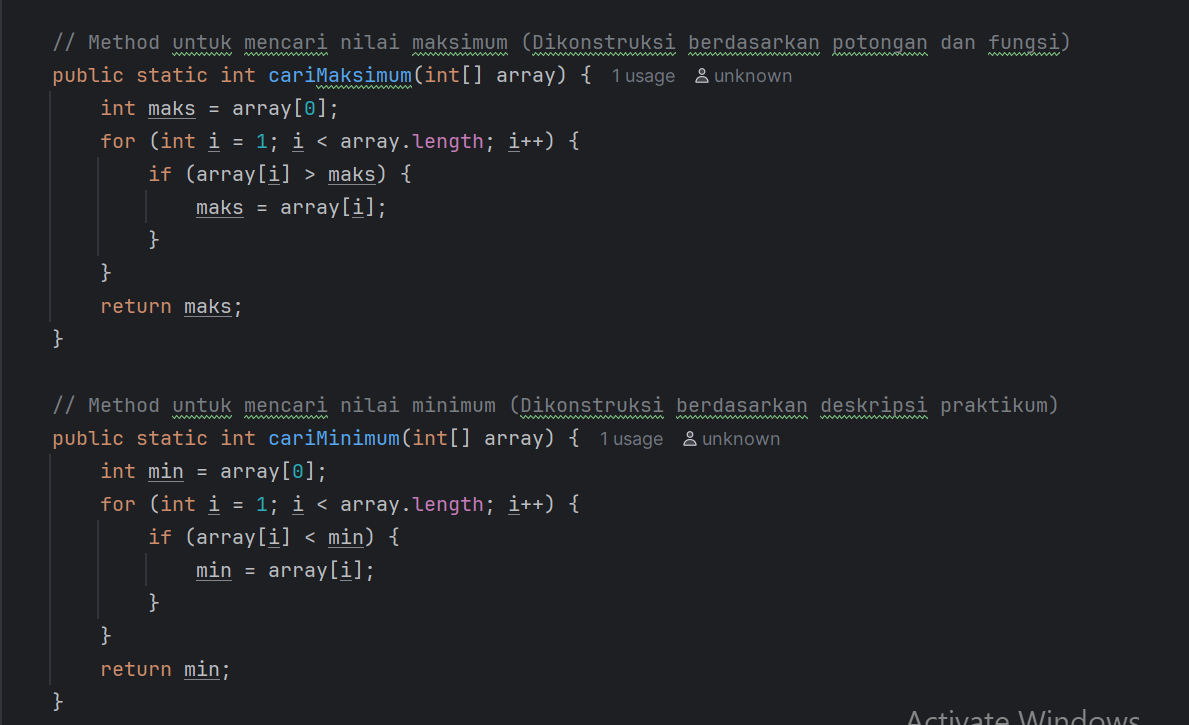 // Method untuk mencari nilai maksimum (Dikonstruksi berdasarkan potongan dan fungsi)
public static int cariMaksimum(int[] array) { 1 usage unknown
int maks = array[0];
for (int i = 1; i < array.length; i++) {
if (array[i] > maks) {
maks = array[i];
}
}
return maks;
}
// Method untuk mencari nilai minimum (Dikonstruksi berdasarkan deskripsi praktikum)
public static int cariMinimum(int[] array) { 1 usage unknown
int min = array[0];
for (int i = 1; i < array.length; i++) {
if (array[i] < min) {
min = array[i];
}
}
return min;
}
Activate Windows